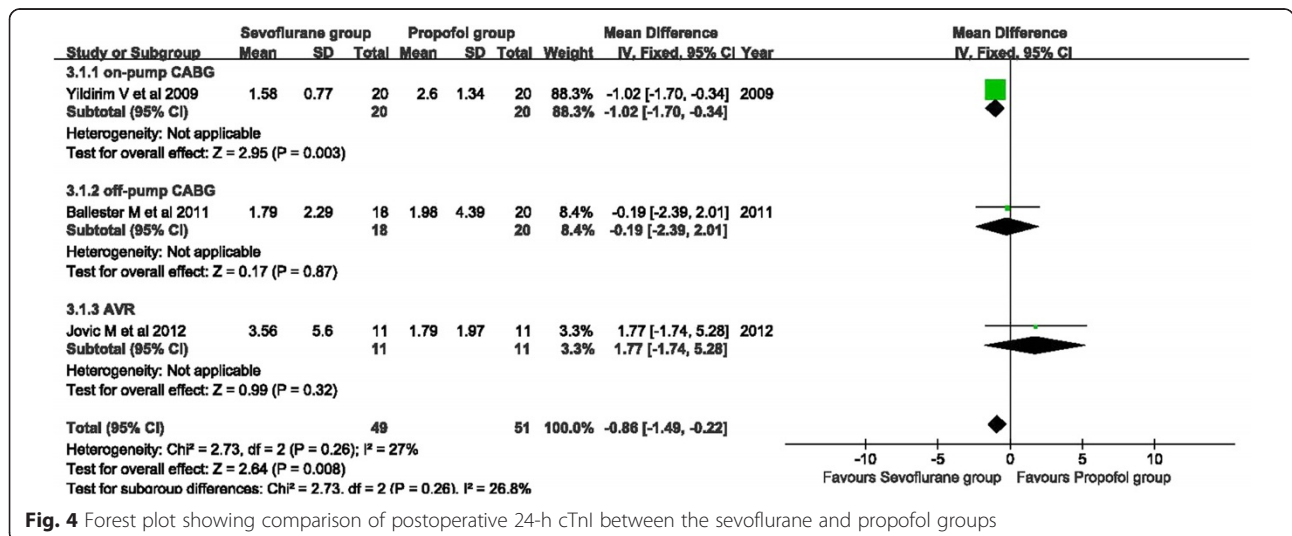 Sevoflurane group Propofol group Mean Difference Mean Difference
Study or Subgroup Mean SD Total Mean SD Total Weight IV, Fixed, 95% CI Year IV, Fixed, 95% CI
3.1.1 on-pump CABG
Yildirim V et al 2009 1.58 0.77 20 2.6 1.34 20 88.3% -1.02 [-1.70, -0.34] 2009
Subtotal (95% CI) 20 20 88.3% -1.02 [-1.70, -0.34]
Heterogeneity: Not applicable
Test for overall effect: Z = 2.95 (P = 0.003)
3.1.2 off-pump CABG
Ballester M et al 2011 1.79 2.29 18 1.98 4.39 20 8.4% -0.19 [-2.39, 2.01] 2011
Subtotal (95% CI) 18 20 8.4% -0.19 [-2.39, 2.01]
Heterogeneity: Not applicable
Test for overall effect: Z = 0.17 (P = 0.87)
3.1.3 AVR
Jovic M et al 2012 3.56 5.6 11 1.79 1.97 11 3.3% 1.77 [-1.74, 5.28] 2012
Subtotal (95% CI) 11 11 3.3% 1.77 [-1.74, 5.28]
Heterogeneity: Not applicable
Test for overall effect: Z = 0.99 (P = 0.32)
Total (95% CI) 49 51 100.0% -0.86 [-1.49, -0.22]
Heterogeneity: Chi² = 2.73, df = 2 (P = 0.26); I² = 27%
Test for overall effect: Z = 2.64 (P = 0.008)
Test for subgroup differences: Chi² = 2.73, df = 2 (P = 0.26), I² = 26.8%
-10 -5 0 5 10
Favours Sevoflurane group Favours Propofol group
Fig. 4 Forest plot showing comparison of postoperative 24-h cTnI between the sevoflurane and propofol groups